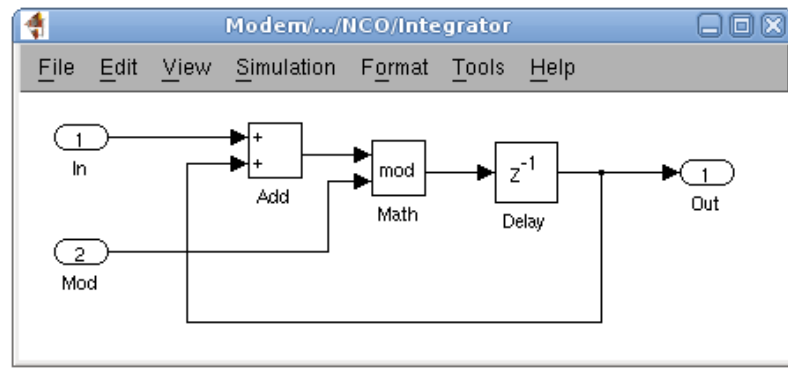 Modem/.../NCO/Integrator
File Edit View Simulation Format Tools Help
1
In
+
+
Add
mod
Math
z-1
Delay
1
Out
2
Mod